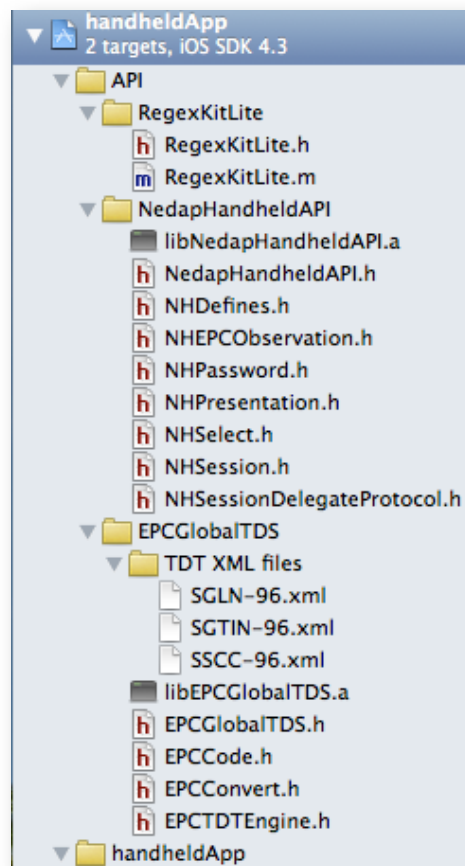 handheldApp
2 targets, iOS SDK 4.3
API
RegexKitLite
h RegexKitLite.h
m RegexKitLite.m
NedapHandheldAPI
libNedapHandheldAPI.a
h NedapHandheldAPI.h
h NHDefines.h
h NHEPCObservation.h
h NHPassword.h
h NHPresentation.h
h NHSelect.h
h NHSession.h
h NHSessionDelegateProtocol.h
EPCGlobalTDS
TDT XML files
SGLN-96.xml
SGTIN-96.xml
SSCC-96.xml
libEPCGlobalTDS.a
h EPCGlobalTDS.h
h EPCCode.h
h EPCConvert.h
h EPCTDTEngine.h
handheldApp